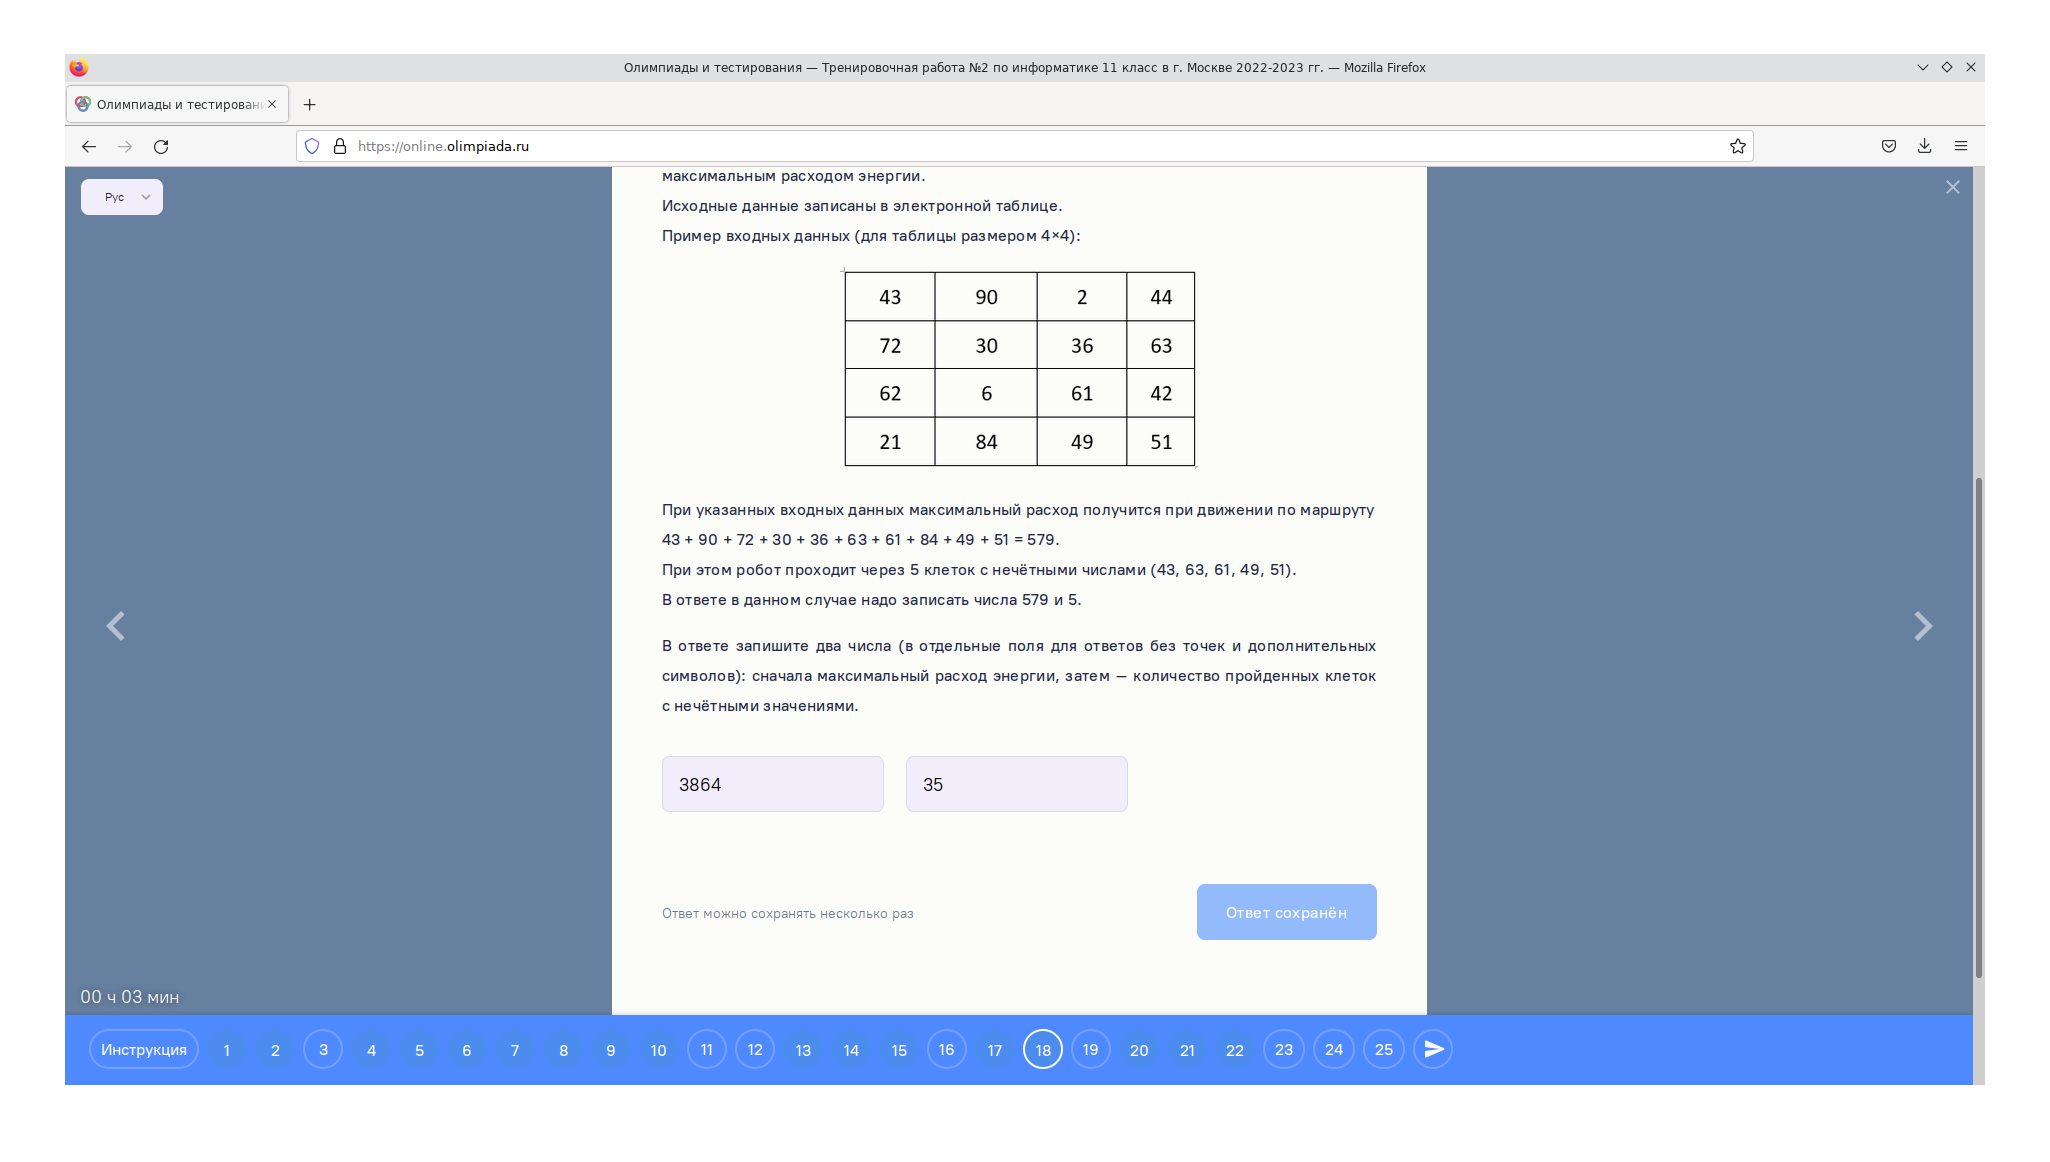 Олимпиады и тестирования — Тренировочная работа №2 по информатике 11 класс в г. Москве 2022-2023 гг. — Mozilla Firefox
Олимпиады и тестирован
https://online.olimpiada.ru
Рус
максимальным расходом энергии.
Исходные данные записаны в электронной таблице.
Пример входных данных (для таблицы размером 4×4):
43 90 2 44
72 30 36 63
62 6 61 42
21 84 49 51
При указанных входных данных максимальный расход получится при движении по маршруту
43 + 90 + 72 + 30 + 36 + 63 + 61 + 84 + 49 + 51 = 579.
При этом робот проходит через 5 клеток с нечётными числами (43, 63, 61, 49, 51).
В ответе в данном случае надо записать числа 579 и 5.
В ответе запишите два числа (в отдельные поля для ответов без точек и дополнительных
символов): сначала максимальный расход энергии, затем — количество пройденных клеток
с нечётными значениями.
3864 35
Ответ можно сохранять несколько раз
Ответ сохранён
00 ч 03 мин
Инструкция 1 2 3 4 5 6 7 8 9 10 11 12 13 14 15 16 17 18 19 20 21 22 23 24 25